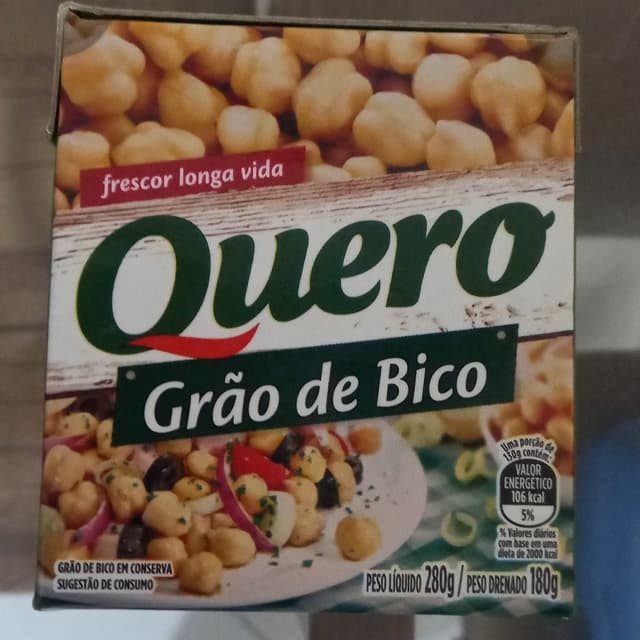 frescor longa vida
Quero
Grão de Bico
Uma porção de
130g contém:
VALOR
ENERGÉTICO
106 kcal
5%
% Valores diários
com base em uma
dieta de 2000 kcal
GRÃO DE BICO EM CONSERVA
SUGESTÃO DE CONSUMO
PESO LÍQUIDO 280g / PESO DRENADO 180g